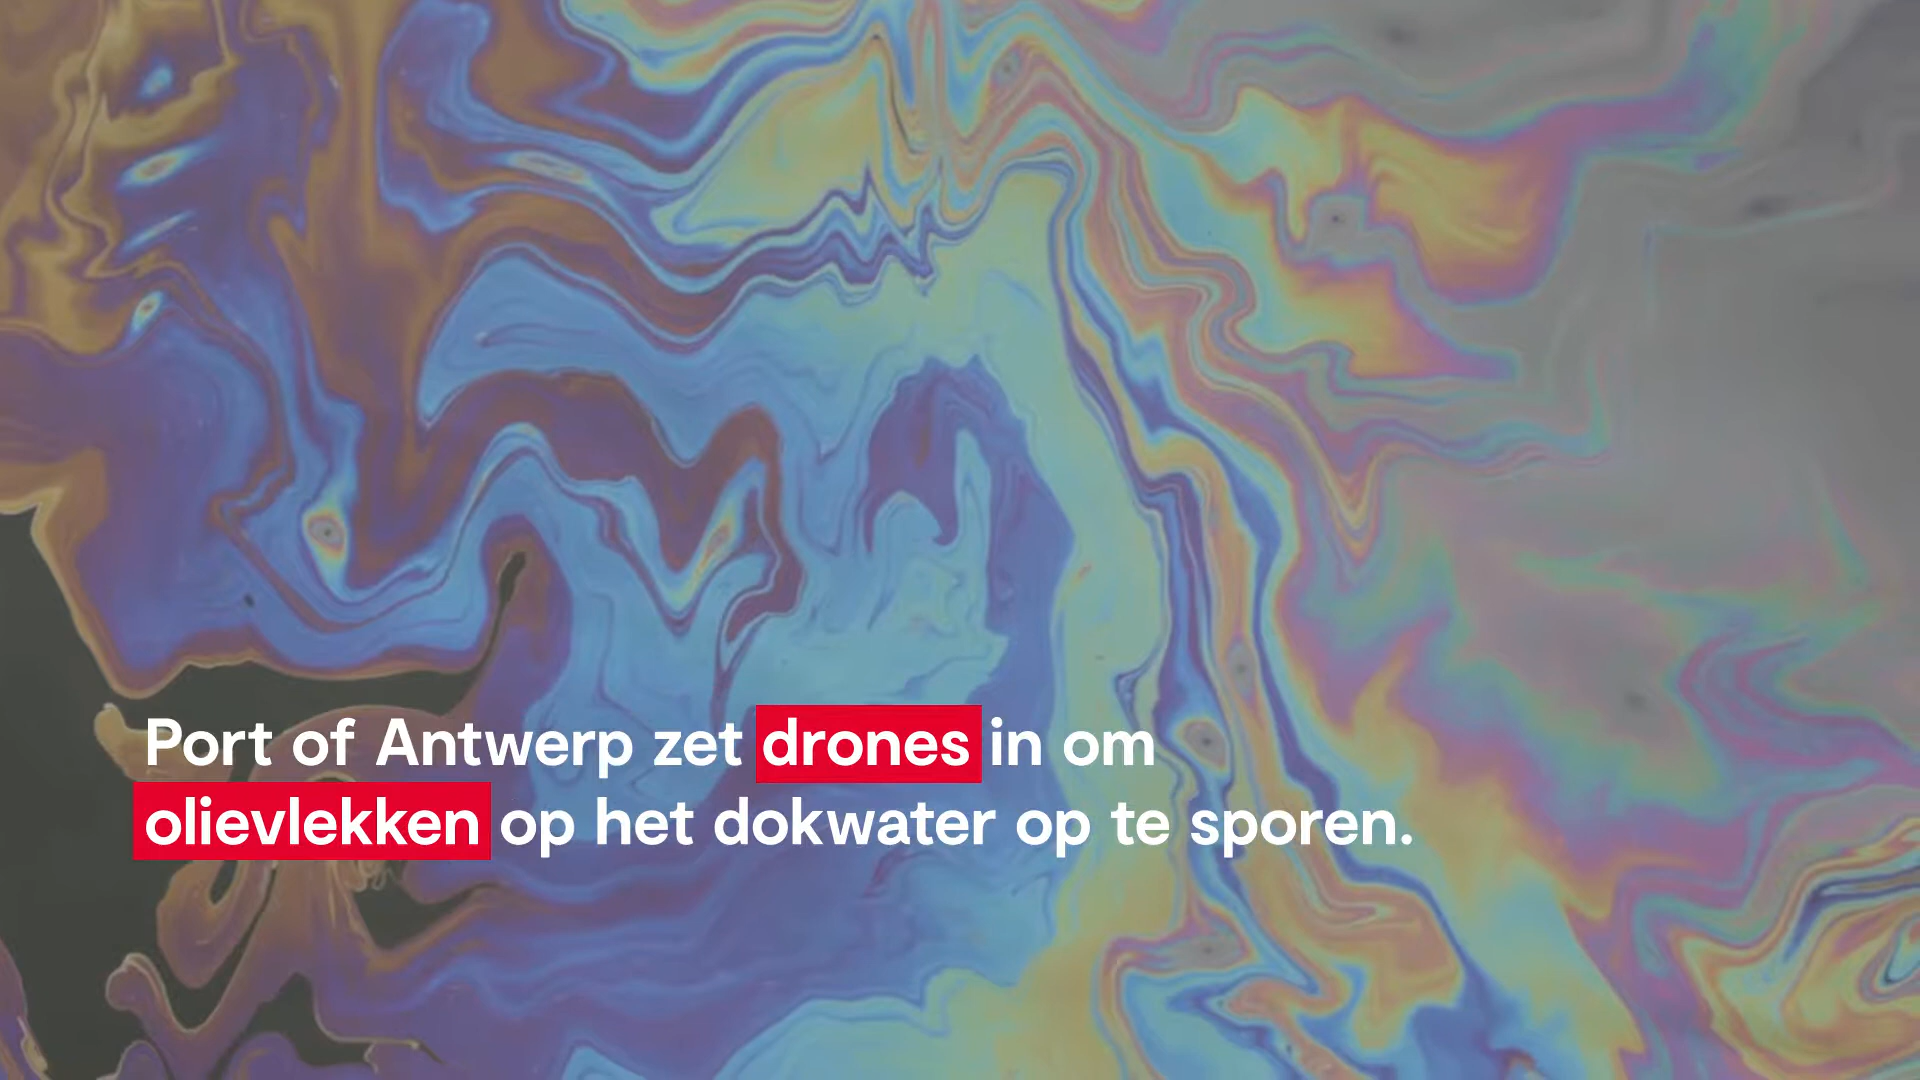 Port of Antwerp zet drones in om
olievlekken op het dokwater op te sporen.